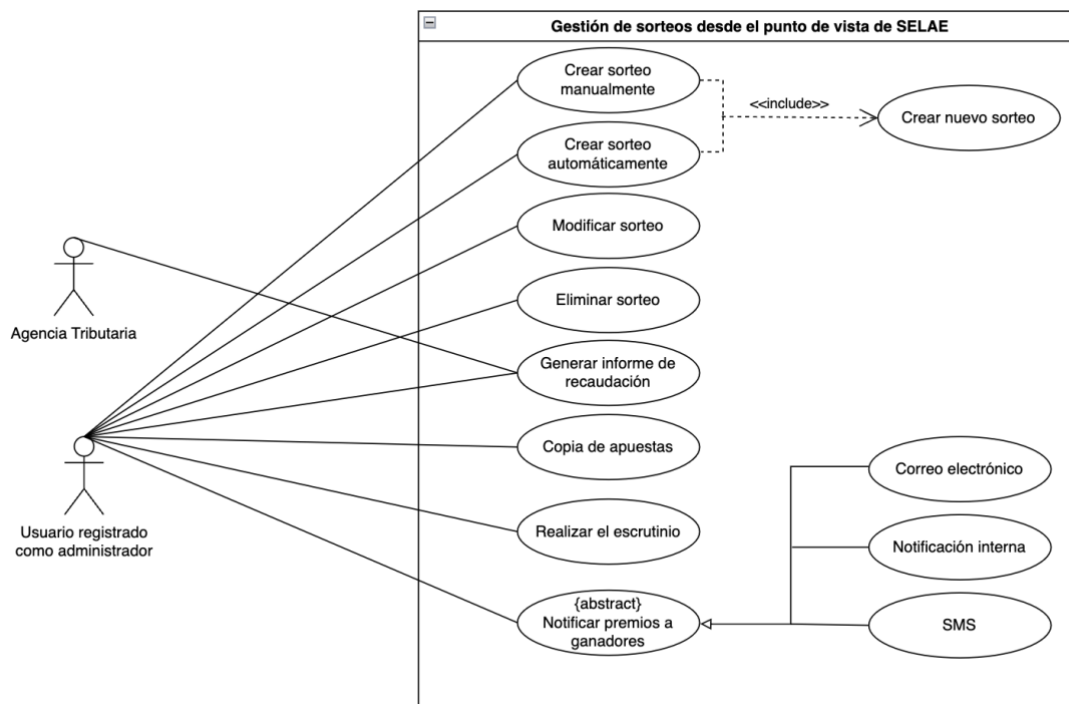 Gestión de sorteos desde el punto de vista de SELAE
Crear sorteo
manualmente
<<include>>
Crear nuevo sorteo
Crear sorteo
automáticamente
Modificar sorteo
Agencia Tributaria
Eliminar sorteo
Generar informe de
recaudación
Usuario registrado
como administrador
Copia de apuestas
Correo electrónico
Realizar el escrutinio
Notificación interna
{abstract}
Notificar premios a
ganadores
SMS